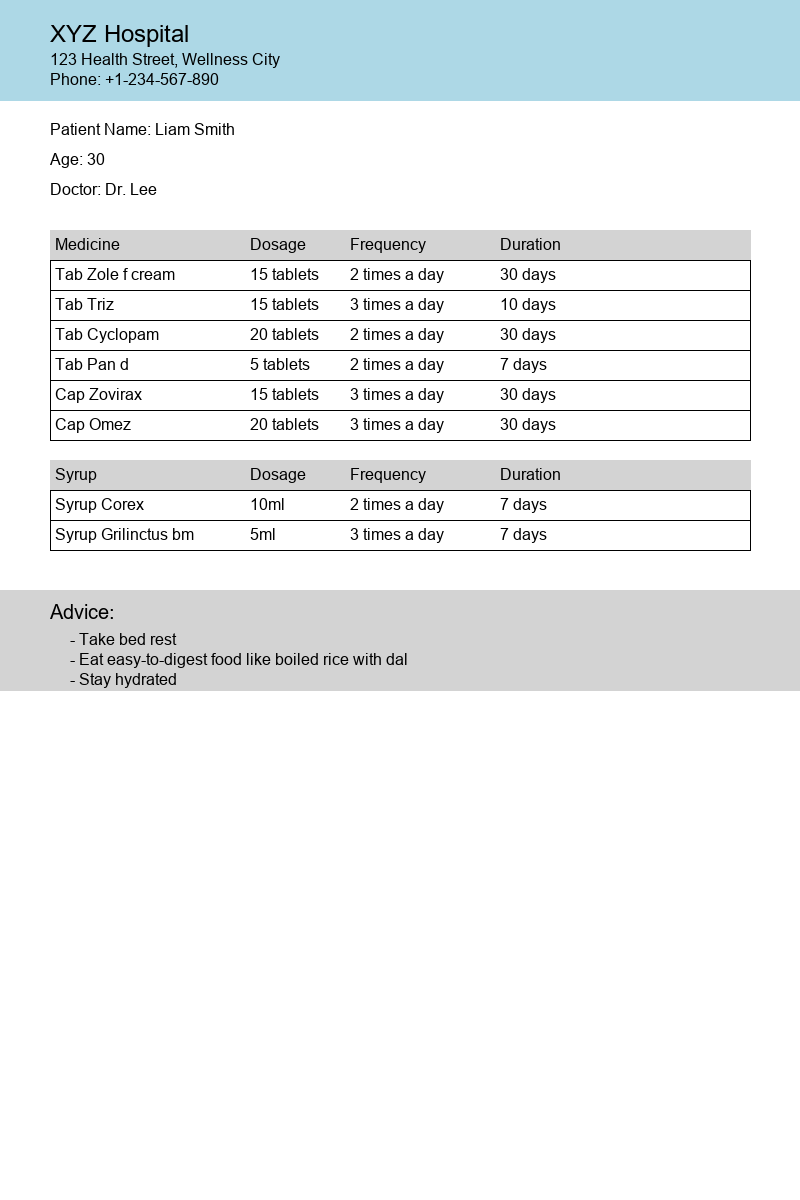 XYZ Hospital
123 Health Street, Wellness City
Phone: +1-234-567-890
Patient Name: Liam Smith
Age: 30
Doctor: Dr. Lee
Medicine Dosage Frequency Duration
Tab Zole f cream 15 tablets 2 times a day 30 days
Tab Triz 15 tablets 3 times a day 10 days
Tab Cyclopam 20 tablets 2 times a day 30 days
Tab Pan d 5 tablets 2 times a day 7 days
Cap Zovirax 15 tablets 3 times a day 30 days
Cap Omez 20 tablets 3 times a day 30 days
Syrup Dosage Frequency Duration
Syrup Corex 10ml 2 times a day 7 days
Syrup Grilinctus bm 5ml 3 times a day 7 days
Advice:
- Take bed rest
- Eat easy-to-digest food like boiled rice with dal
- Stay hydrated